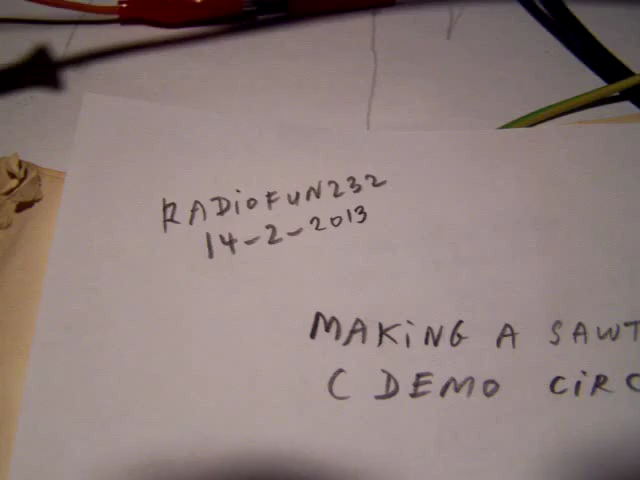 RADiOFUN232
14-2-2013
MAKiNG A SAWT
( DEMO CiRC